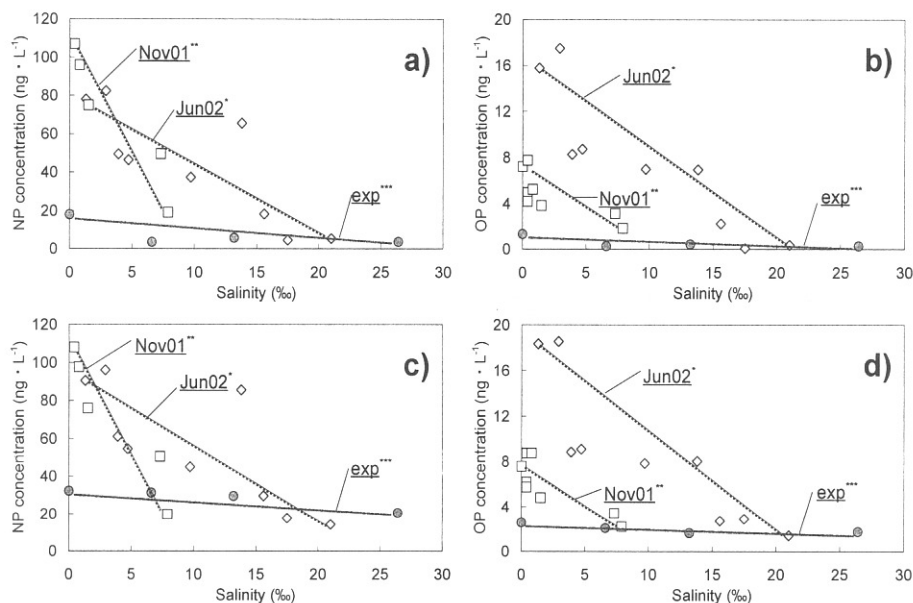 a)
NP concentration (ng · L⁻¹)
120
100
80
60
40
20
0
Nov01**
Jun02*
exp***
0 5 10 15 20 25 30
Salinity (‰)
b)
OP concentration (ng · L⁻¹)
20
16
12
8
4
0
Jun02*
Nov01**
exp***
0 5 10 15 20 25 30
Salinity (‰)
c)
NP concentration (ng · L⁻¹)
120
100
80
60
40
20
0
Nov01**
Jun02*
exp***
0 5 10 15 20 25 30
Salinity (‰)
d)
OP concentration (ng · L⁻¹)
18
16
12
8
4
0
Jun02*
Nov01**
exp***
0 5 10 15 20 25 30
Salinity (‰)